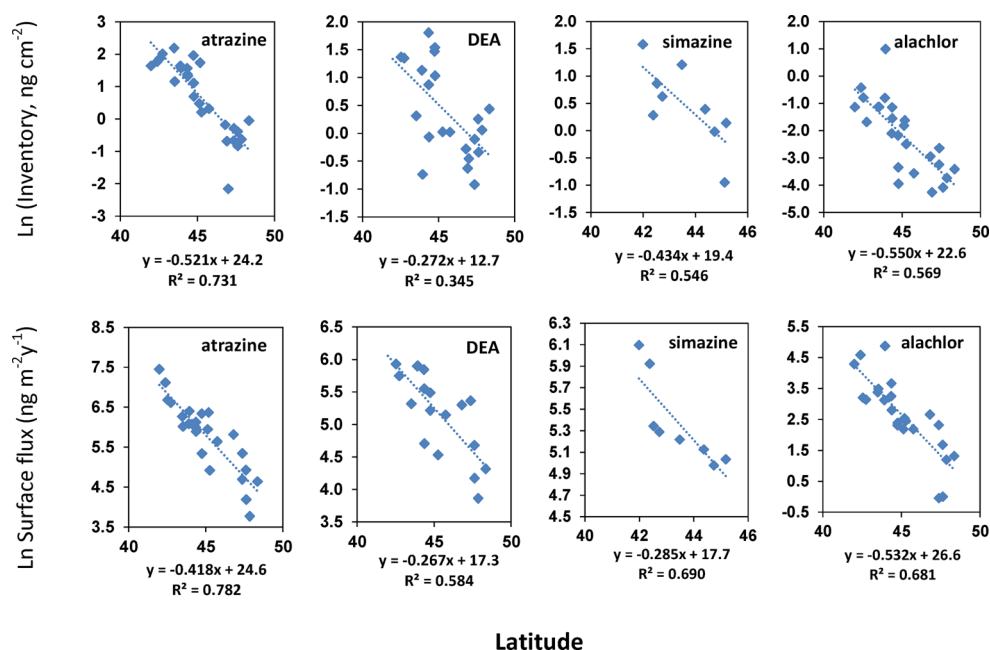 Ln (Inventory, ng cm-2)
atrazine
3
2
1
0
1
2
3
40 45 50
y = -0.521x + 24.2
R² = 0.731
DEA
2.0
1.5
1.0
0.5
0.0
0.5
1.0
1.5
40 45 50
y = -0.272x + 12.7
R² = 0.345
simazine
2.0
1.5
1.0
0.5
0.0
-0.5
-1.0
-1.5
40 42 44 46
y = -0.434x + 19.4
R² = 0.546
alachlor
2.0
1.0
0.0
-1.0
-2.0
-3.0
-4.0
-5.0
40 45 50
y = -0.550x + 22.6
R² = 0.569
Ln Surface flux (ng m-2y-1)
atrazine
8.5
7.5
6.5
5.5
4.5
3.5
40 45 50
y = -0.418x + 24.6
R² = 0.782
DEA
6.5
6.0
5.5
5.0
4.5
4.0
3.5
40 45 50
y = -0.267x + 17.3
R² = 0.584
simazine
6.3
6.1
5.9
5.7
5.5
5.3
5.1
4.9
4.7
4.5
40 42 44 46
y = -0.285x + 17.7
R² = 0.690
alachlor
5.5
4.5
3.5
2.5
1.5
0.5
-0.5
40 45 50
y = -0.532x + 26.6
R² = 0.681
Latitude